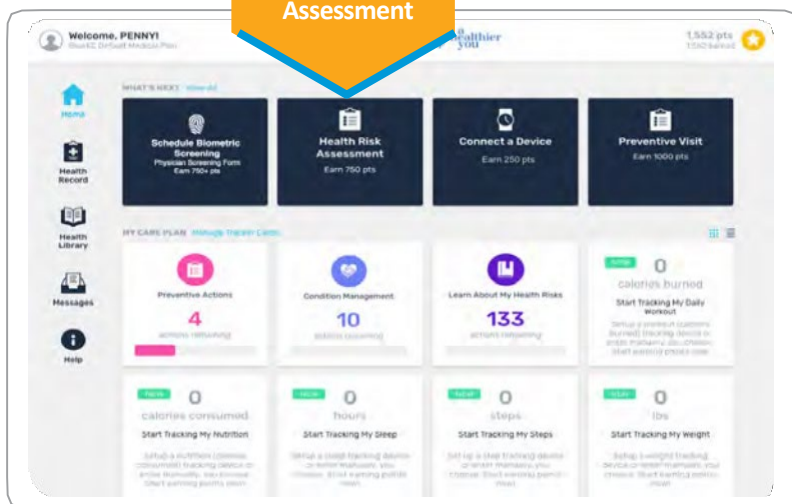 Assessment
Welcome, PENNY!
healthier
you
1,552 pts
WHAT'S NEXT View All
Home
Health
Record
Health
Library
Messages
Help
Schedule Biometric
Screening
Physician Screening Form
Earn 750+ pts
Health Risk
Assessment
Earn 750 pts
Connect a Device
Earn 250 pts
Preventive Visit
Earn 1000 pts
MY CARE PLAN Manage Tracker Cards
Preventive Actions
4
actions remaining
Condition Management
10
actions remaining
Learn About My Health Risks
133
actions remaining
NEW
0
calories burned
Start Tracking My Daily
Workout
NEW
0
calories consumed
Start Tracking My Nutrition
NEW
0
hours
Start Tracking My Sleep
NEW
0
steps
Start Tracking My Steps
NEW
0
lbs
Start Tracking My Weight